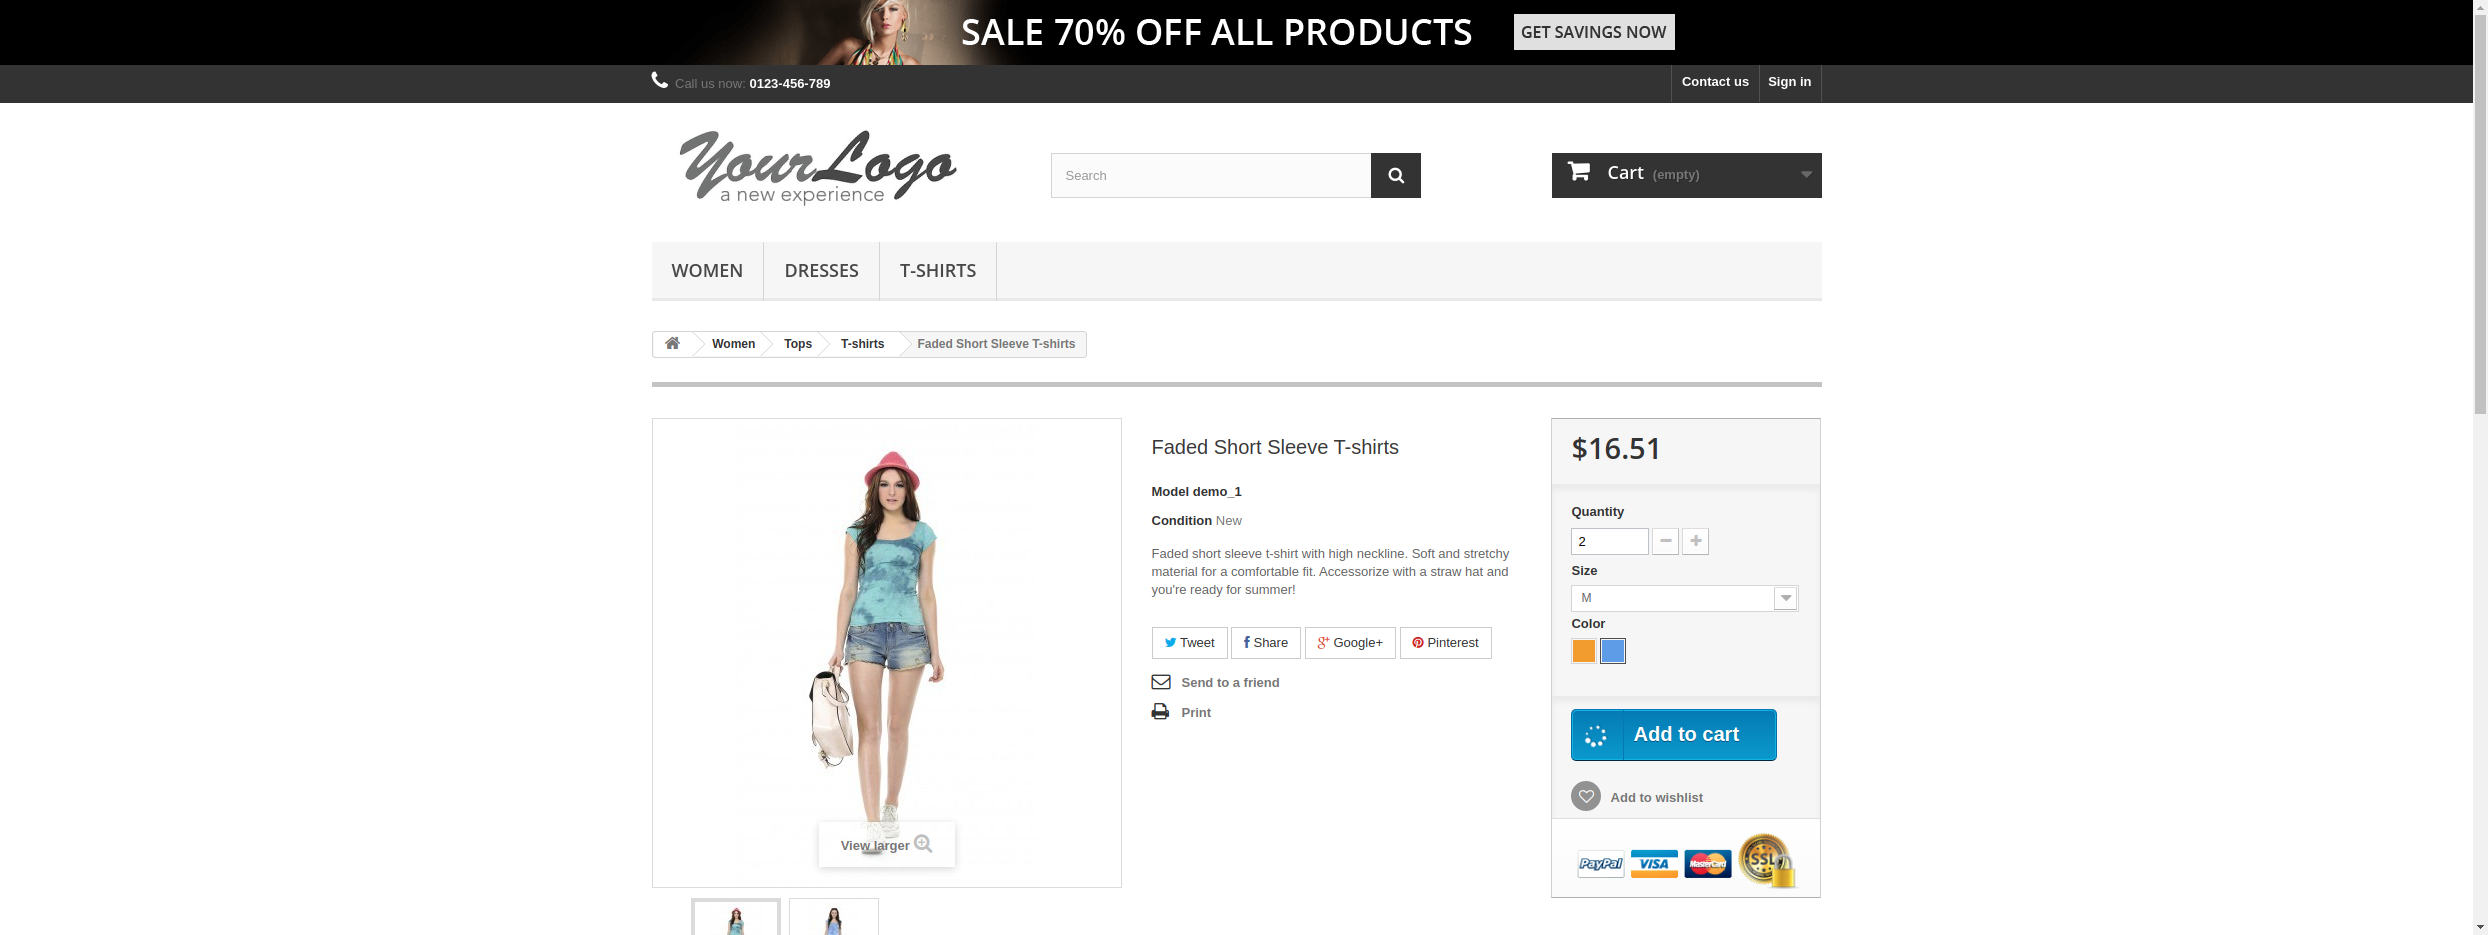 SALE 70% OFF ALL PRODUCTS GET SAVINGS NOW
Call us now: 0123-456-789 Contact us Sign in
YourLogo
a new experience
Search
Cart (empty)
WOMEN DRESSES T-SHIRTS
Women Tops T-shirts Faded Short Sleeve T-shirts
Faded Short Sleeve T-shirts
Model demo_1
Condition New
Faded short sleeve t-shirt with high neckline. Soft and stretchy
material for a comfortable fit. Accessorize with a straw hat and
you're ready for summer!
Tweet Share Google+ Pinterest
Send to a friend
Print
View larger
$16.51
Quantity
2
Size
M
Color
Add to cart
Add to wishlist
PayPal VISA MasterCard SSL